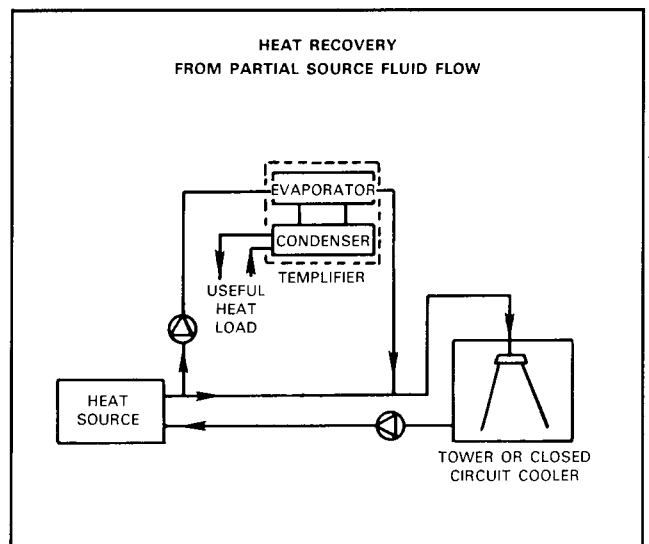 HEAT RECOVERY
FROM PARTIAL SOURCE FLUID FLOW
EVAPORATOR
CONDENSER
TEMPLIFIER
USEFUL
HEAT
LOAD
HEAT
SOURCE
TOWER OR CLOSED
CIRCUIT COOLER